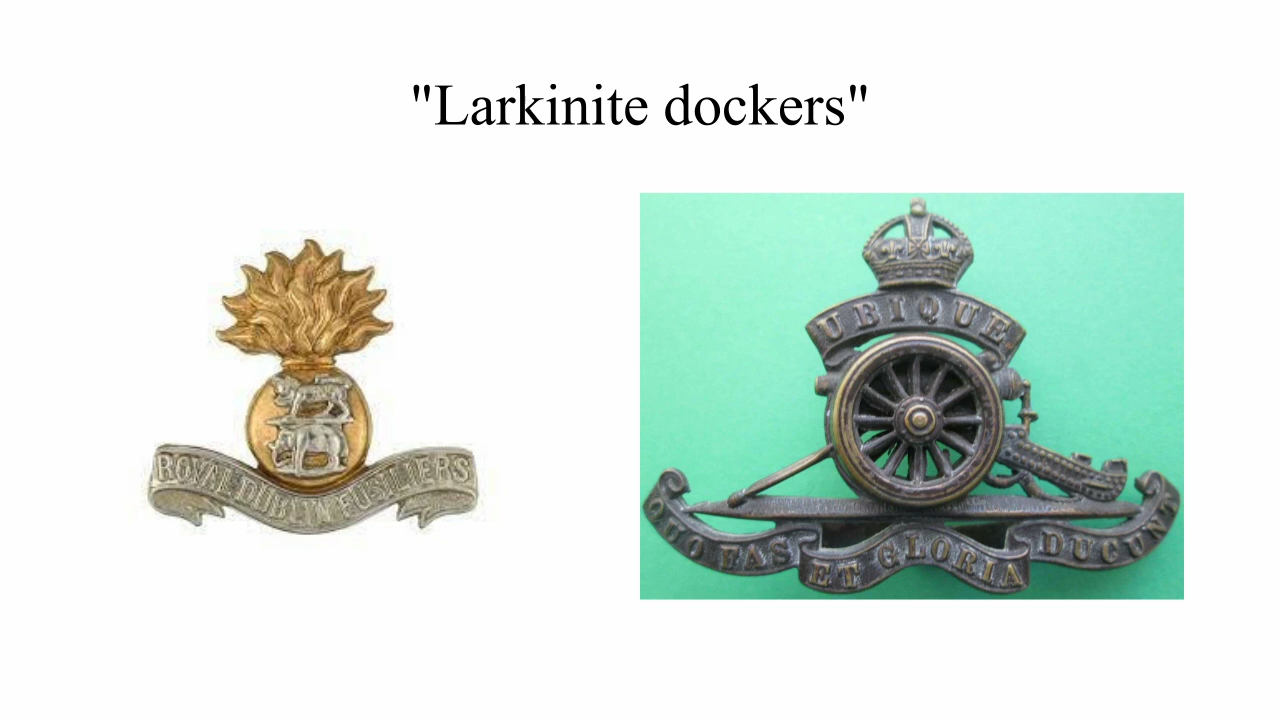 "Larkinite dockers"
ROYAL DUBLIN FUSILIERS
UBIQUE
QUO FAS ET GLORIA DUCUNT